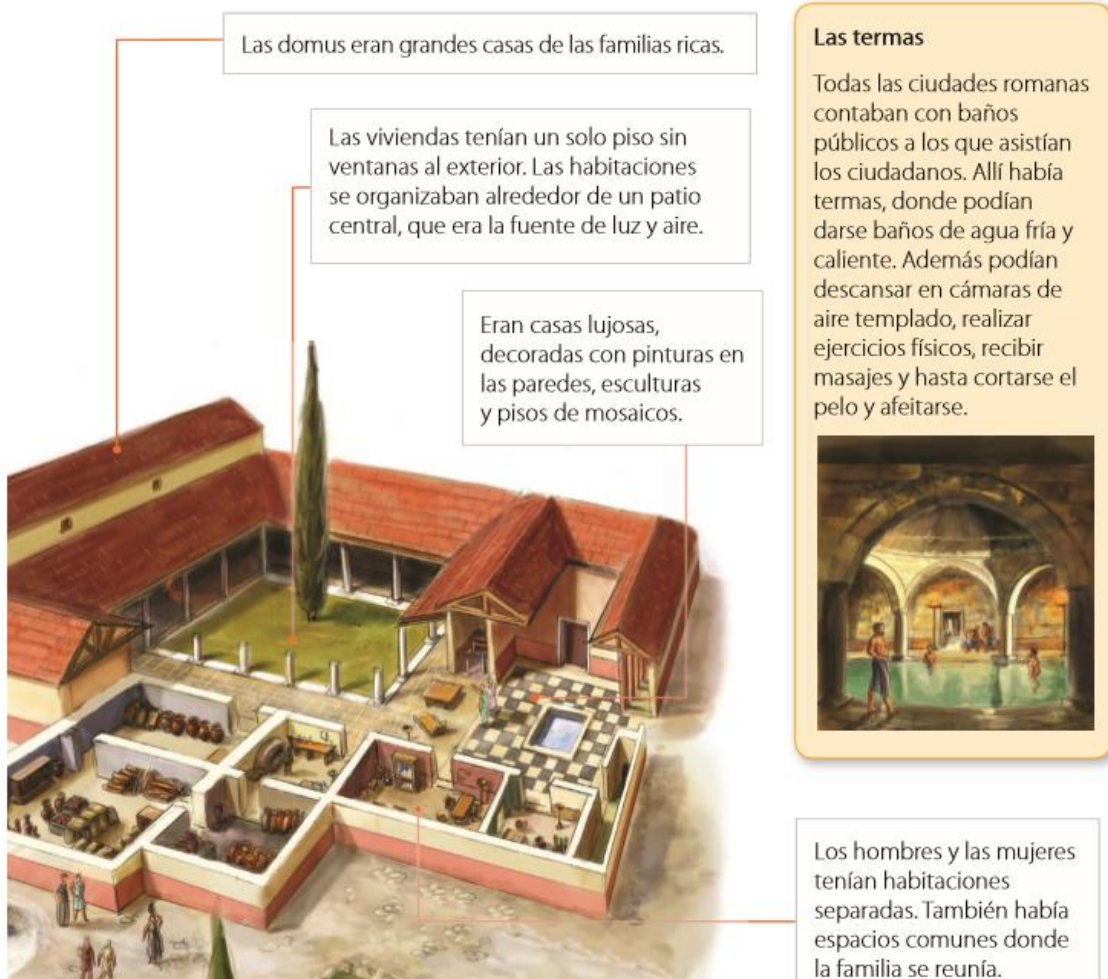 Las domus eran grandes casas de las familias ricas.
Las viviendas tenían un solo piso sin
ventanas al exterior. Las habitaciones
se organizaban alrededor de un patio
central, que era la fuente de luz y aire.
Eran casas lujosas,
decoradas con pinturas en
las paredes, esculturas
y pisos de mosaicos.
Las termas
Todas las ciudades romanas
contaban con baños
públicos a los que asistían
los ciudadanos. Allí había
termas, donde podían
darse baños de agua fría y
caliente. Además podían
descansar en cámaras de
aire templado, realizar
ejercicios físicos, recibir
masajes y hasta cortarse el
pelo y afeitarse.
Los hombres y las mujeres
tenían habitaciones
separadas. También había
espacios comunes donde
la familia se reunía.